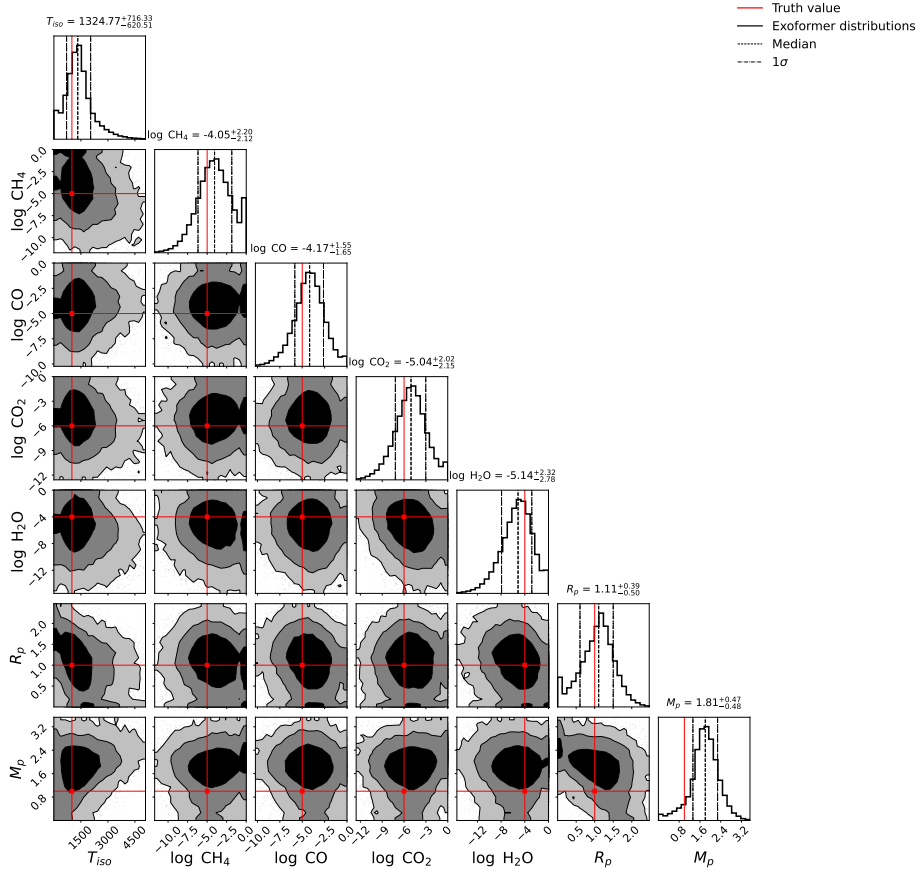 Truth value
Exoformer distributions
Median
1σ
T_iso = 1324.77^{+716.33}_{-620.51}
log CH₄ = -4.05^{+2.20}_{-2.12}
0.0
−2.5
−5.0
−7.5
−10.0
log CH₄
log CO = -4.17^{+1.55}_{-1.65}
0.0
−2.5
−5.0
−7.5
−10.0
log CO
log CO₂ = -5.04^{+2.02}_{-2.15}
0
−3
−6
−9
−12
log CO₂
log H₂O = -5.14^{+2.32}_{-2.78}
0
−4
−8
−12
log H₂O
R_p = 1.11^{+0.39}_{-0.50}
2.0
1.5
1.0
0.5
R_p
M_p = 1.81^{+0.47}_{-0.48}
3.2
2.4
1.6
0.8
M_p
1500 3000 4500
−10.0 −7.5 −5.0 −2.5 0.0
−10.0 −7.5 −5.0 −2.5 0.0
−12 −9 −6 −3 0
−12 −8 −4 0
0.5 1.0 1.5 2.0
0.8 1.6 2.4 3.2
T_iso log CH₄ log CO log CO₂ log H₂O R_p M_p